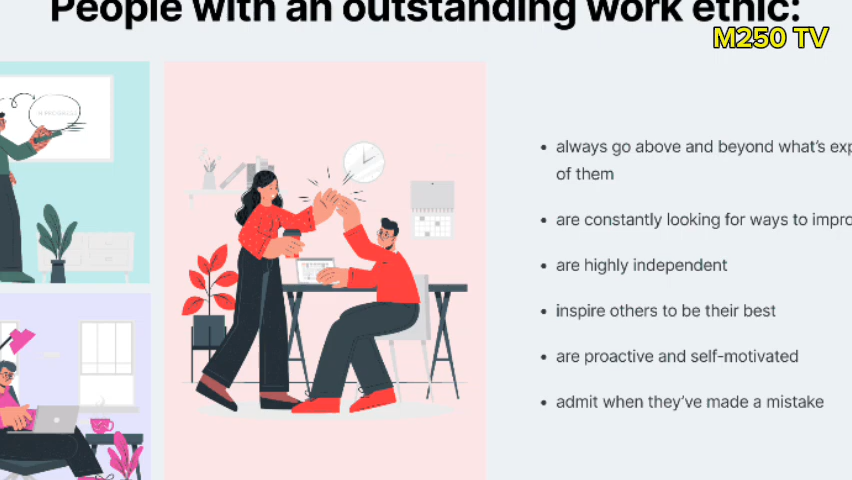 People with an outstanding work ethic:
M250 TV
• always go above and beyond what's exp
of them
• are constantly looking for ways to impro
• are highly independent
• inspire others to be their best
• are proactive and self-motivated
• admit when they've made a mistake